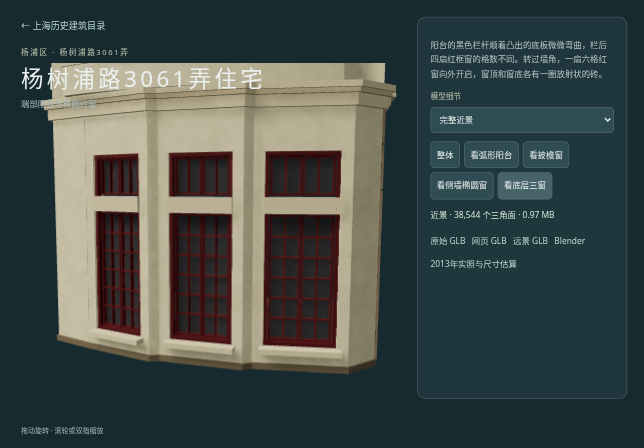 ← 上海历史建筑目录
杨浦区 · 杨树浦路3061弄
杨树浦路3061弄住宅
阳台的黑色栏杆顺着凸出的底板微微弯曲，栏后
四扇红框窗的格数不同。转过墙角，一扇六格红
窗向外开启，窗顶和窗底各有一圈放射状的砖。
模型细节
完整近景
整体
看弧形阳台
看被檐窗
看侧墙椭圆窗
看底层三窗
近景 · 38,544 个三角面 · 0.97 MB
原始 GLB 网页 GLB 远景 GLB Blender
2013年实照与尺寸估算
拖动旋转 · 滚轮或双指缩放